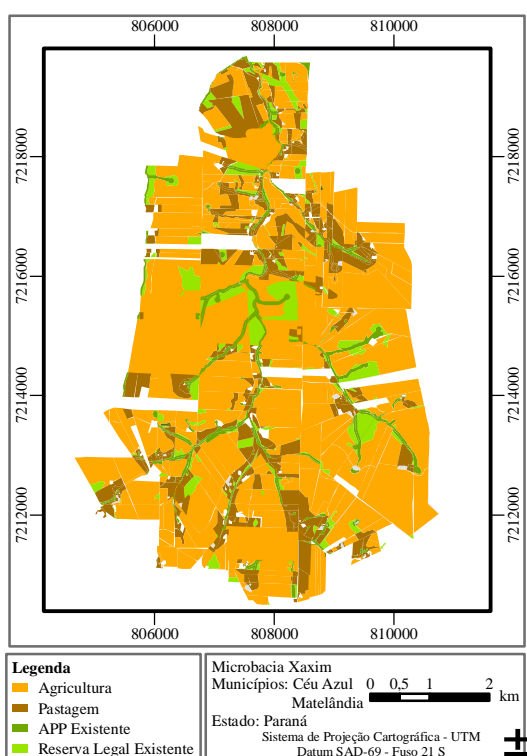 806000 808000 810000
7218000 7218000
7216000 7216000
7214000 7214000
7212000 7212000
806000 808000 810000
Legenda
Agricultura
Pastagem
APP Existente
Reserva Legal Existente
Microbacia Xaxim
Municípios: Céu Azul
Matelândia
0 0,5 1 2
km
Estado: Paraná
Sistema de Projeção Cartográfica - UTM
Datum SAD-69 - Fuso 21 S